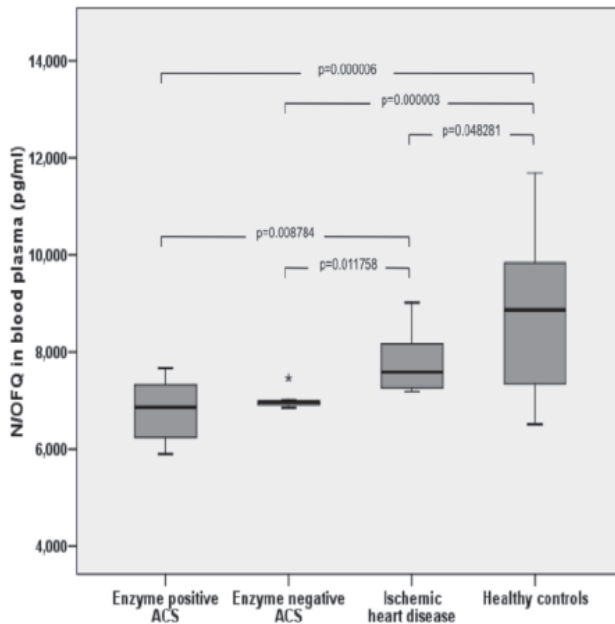 14,000
p=0.000006
p=0.000003
p=0.048281
12,000
p=0.008784
10,000
p=0.011758
N/OFQ in blood plasma (pg/ml)
8,000
*
6,000
4,000
Enzyme positive
ACS
Enzyme negative
ACS
Ischemic
heart disease
Healthy controls